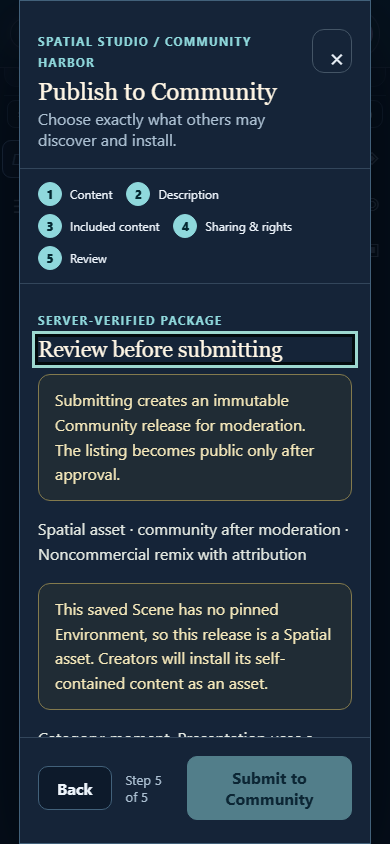 SPATIAL STUDIO / COMMUNITY
HARBOR
Publish to Community
Choose exactly what others may
discover and install.
×
1 Content 2 Description
3 Included content 4 Sharing & rights
5 Review
SERVER-VERIFIED PACKAGE
Review before submitting
Submitting creates an immutable
Community release for moderation.
The listing becomes public only after
approval.
Spatial asset · community after moderation ·
Noncommercial remix with attribution
This saved Scene has no pinned
Environment, so this release is a Spatial
asset. Creators will install its self-
contained content as an asset.
Back
Step 5
of 5
Submit to
Community